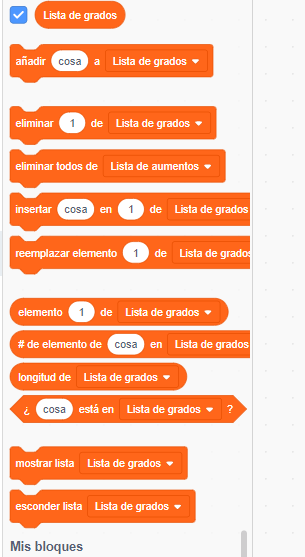 Lista de grados
añadir cosa a Lista de grados
eliminar 1 de Lista de grados
eliminar todos de Lista de aumentos
insertar cosa en 1 de Lista de grados
reemplazar elemento 1 de Lista de grados
elemento 1 de Lista de grados
# de elemento de cosa en Lista de grados
longitud de Lista de grados
¿ cosa está en Lista de grados ?
mostrar lista Lista de grados
esconder lista Lista de grados
Mis bloques